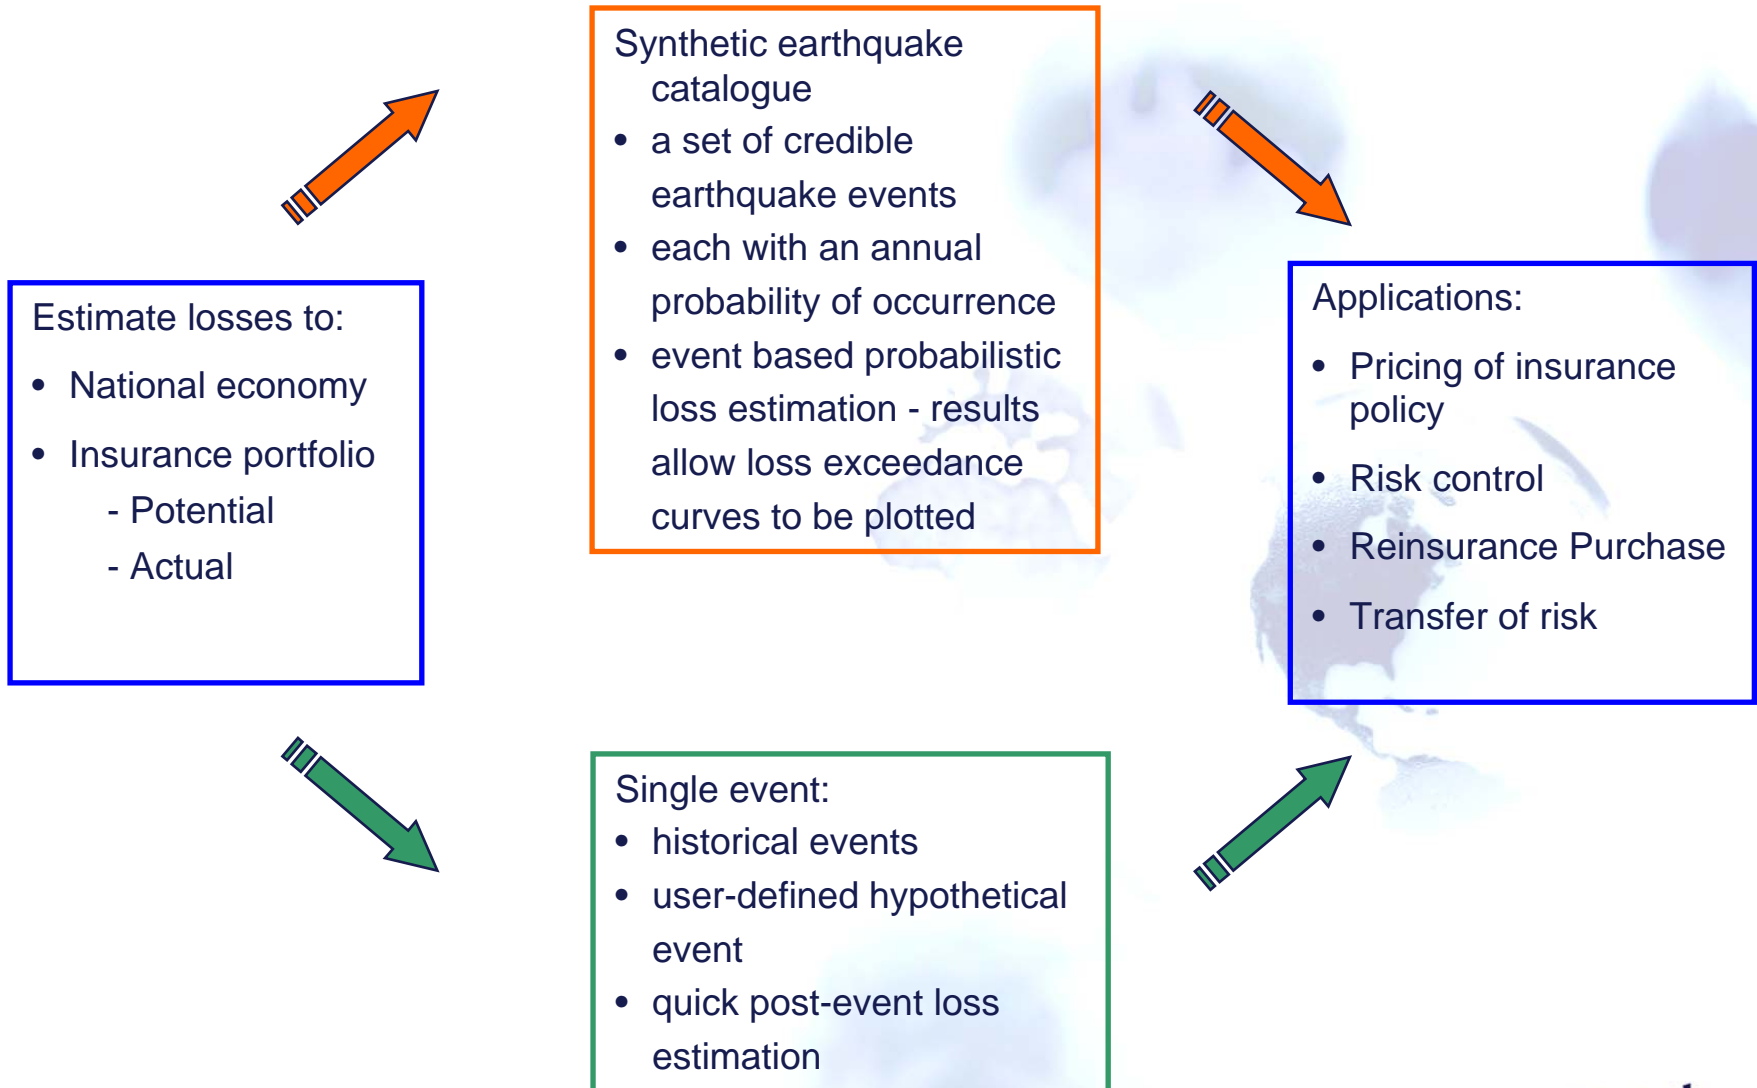 Synthetic earthquake
catalogue
• a set of credible
earthquake events
• each with an annual
probability of occurrence
• event based probabilistic
loss estimation - results
allow loss exceedance
curves to be plotted
Estimate losses to:
• National economy
• Insurance portfolio
- Potential
- Actual
Applications:
• Pricing of insurance
policy
• Risk control
• Reinsurance Purchase
• Transfer of risk
Single event:
• historical events
• user-defined hypothetical
event
• quick post-event loss
estimation